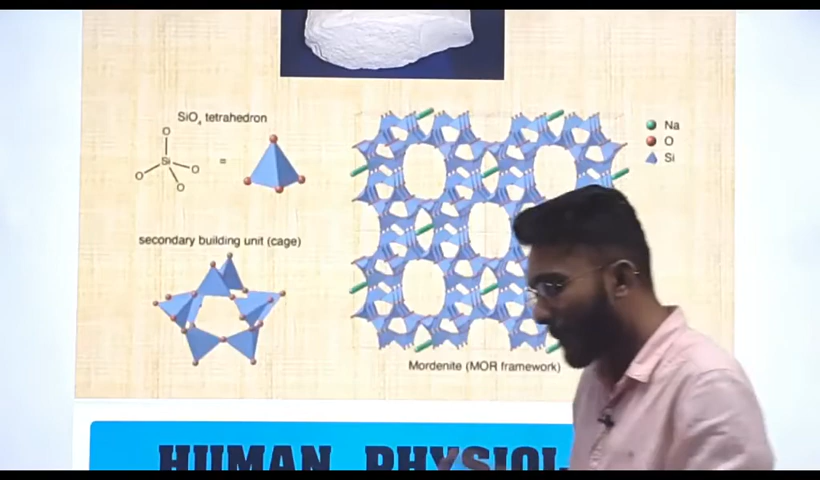 SiO₄ tetrahedron
O
Si
O
O
O
=
Na
O
Si
secondary building unit (cage)
Mordenite (MOR framework)
HUMAN PHYSIOL